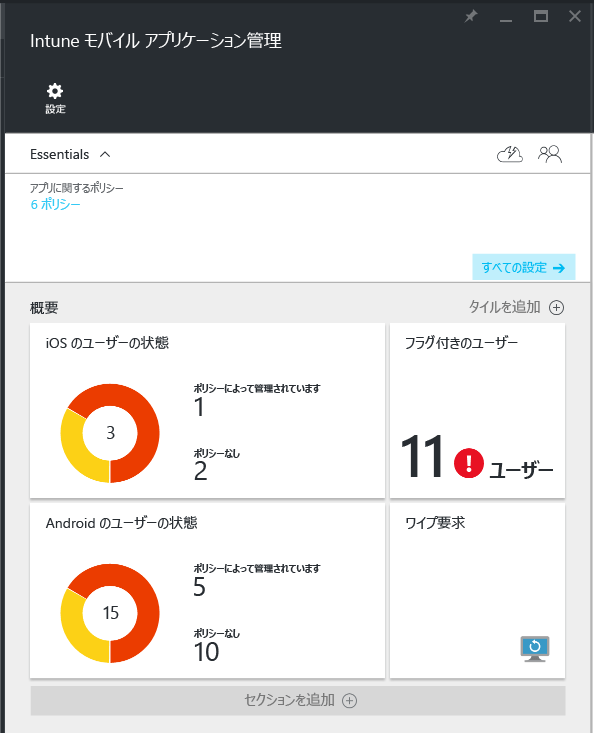 Intune モバイル アプリケーション管理
設定
Essentials
アプリに関するポリシー
6 ポリシー
すべての設定
概要
タイルを追加
iOS のユーザーの状態
3
ポリシーによって管理されています
1
ポリシーなし
2
フラグ付きのユーザー
11 ! ユーザー
Android のユーザーの状態
15
ポリシーによって管理されています
5
ポリシーなし
10
ワイプ要求
セクションを追加